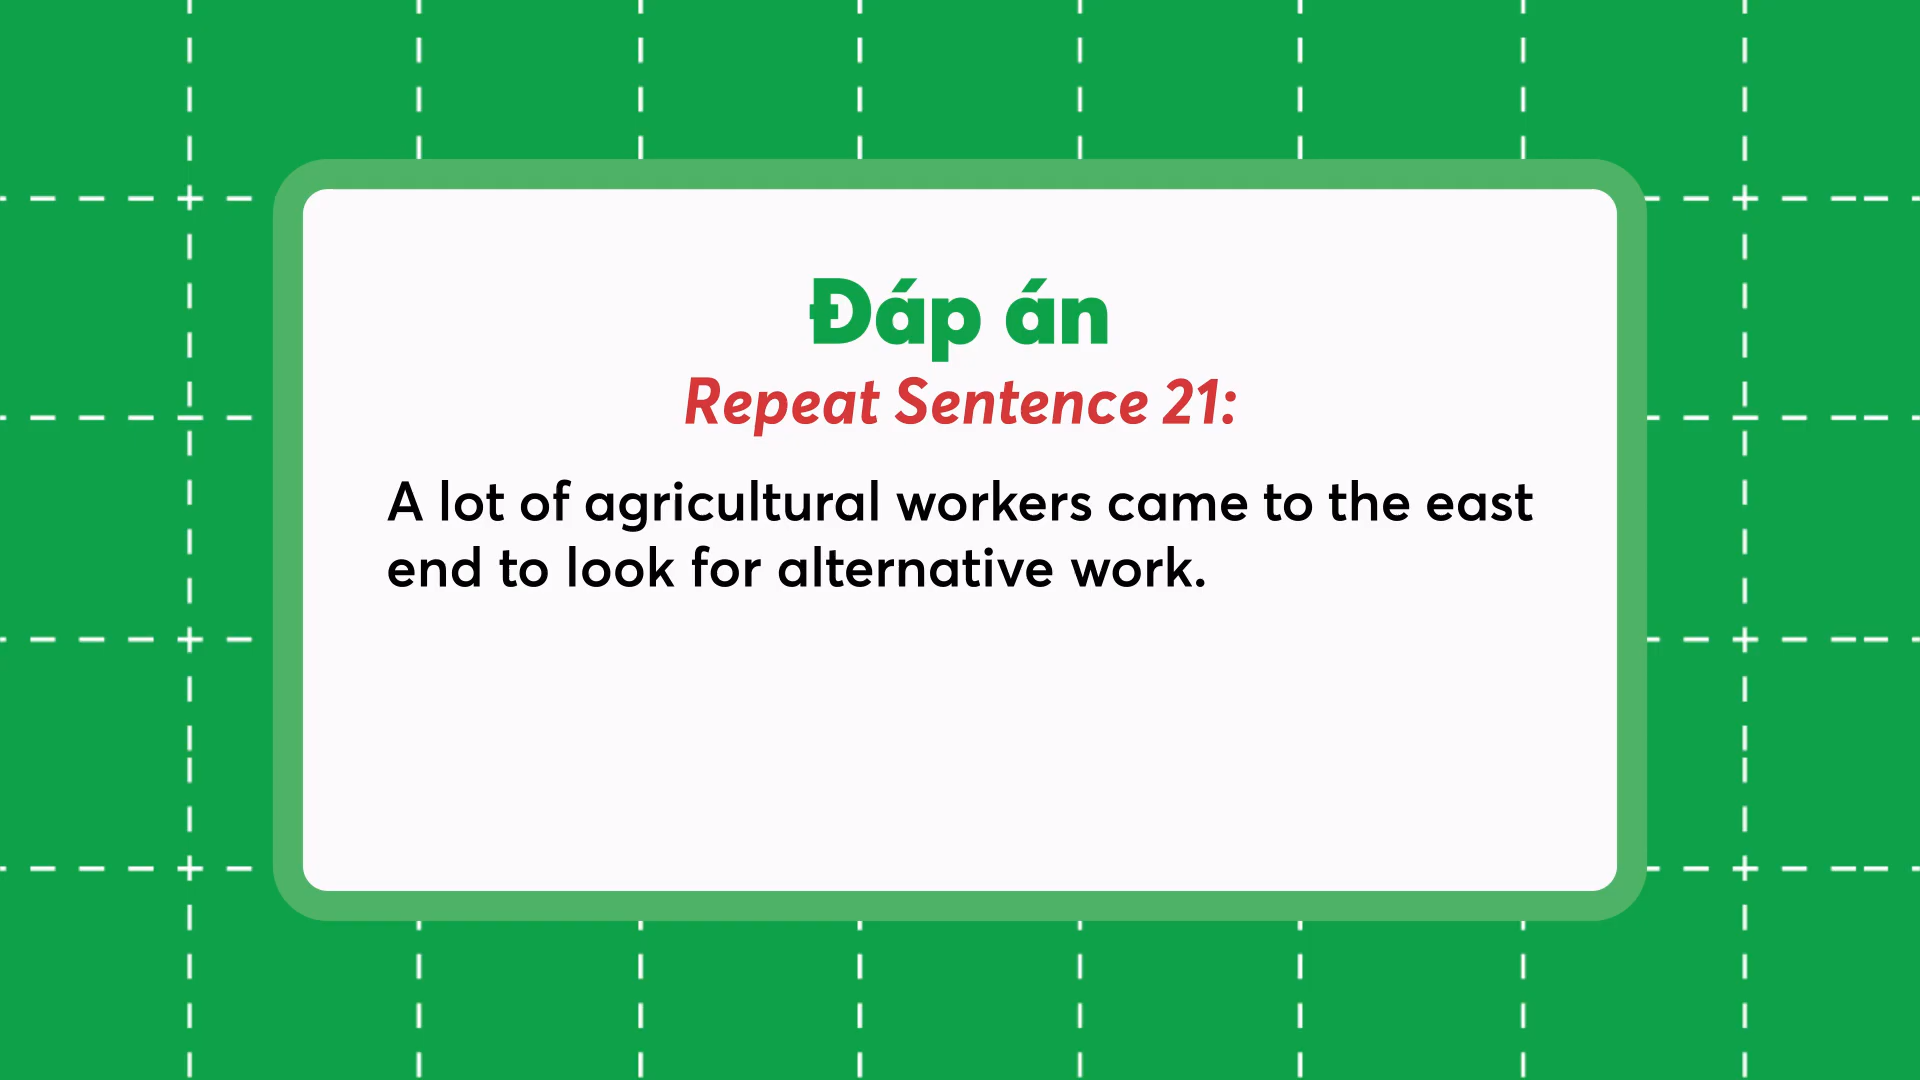 Đáp án
Repeat Sentence 21:
A lot of agricultural workers came to the east
end to look for alternative work.